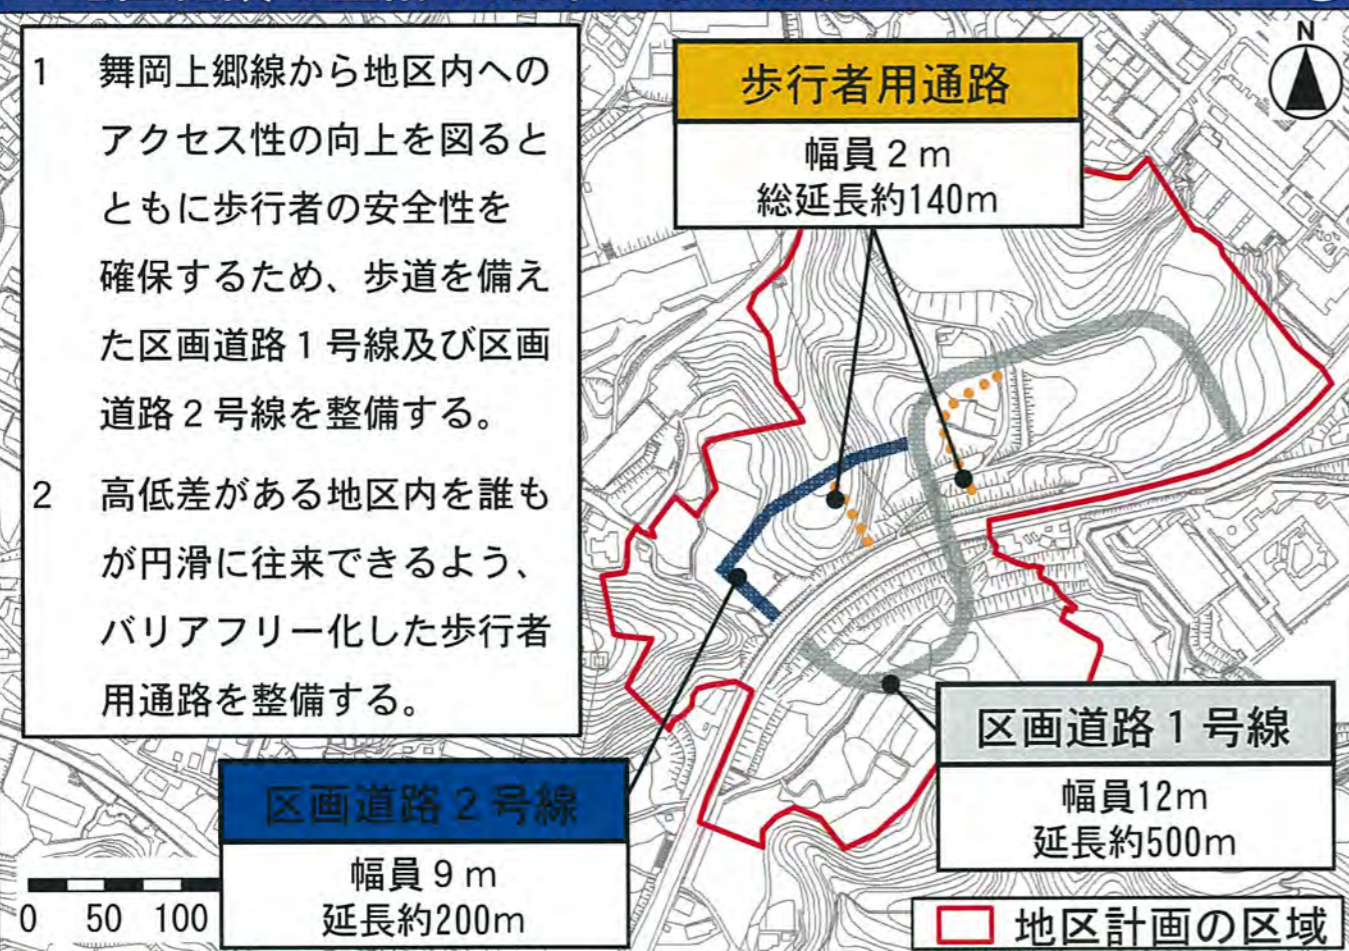 1 舞岡上郷線から地区内への
アクセス性の向上を図ると
ともに歩行者の安全性を
確保するため、歩道を備え
た区画道路1号線及び区画
道路2号線を整備する。
2 高低差がある地区内を誰も
が円滑に往来できるよう、
バリアフリー化した歩行者
用通路を整備する。
歩行者用通路
幅員2m
総延長約140m
N
区画道路1号線
幅員12m
延長約500m
区画道路2号線
幅員9m
延長約200m
0 50 100
地区計画の区域